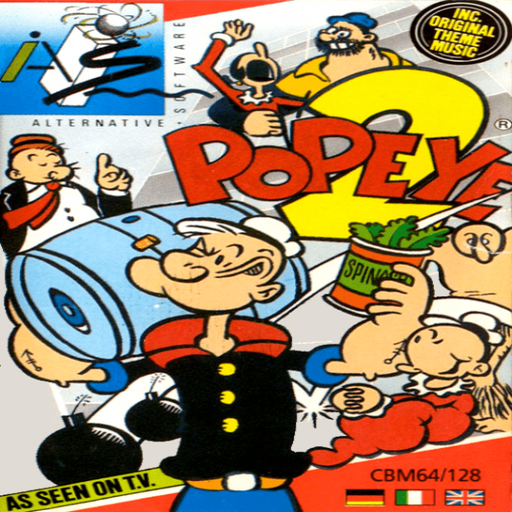 INC.
ORIGINAL
THEME
MUSIC
SOFTWARE
ALTERNATIVE
POPEYE
2
®
SPINACH
CBM64/128
AS SEEN ON T.V.